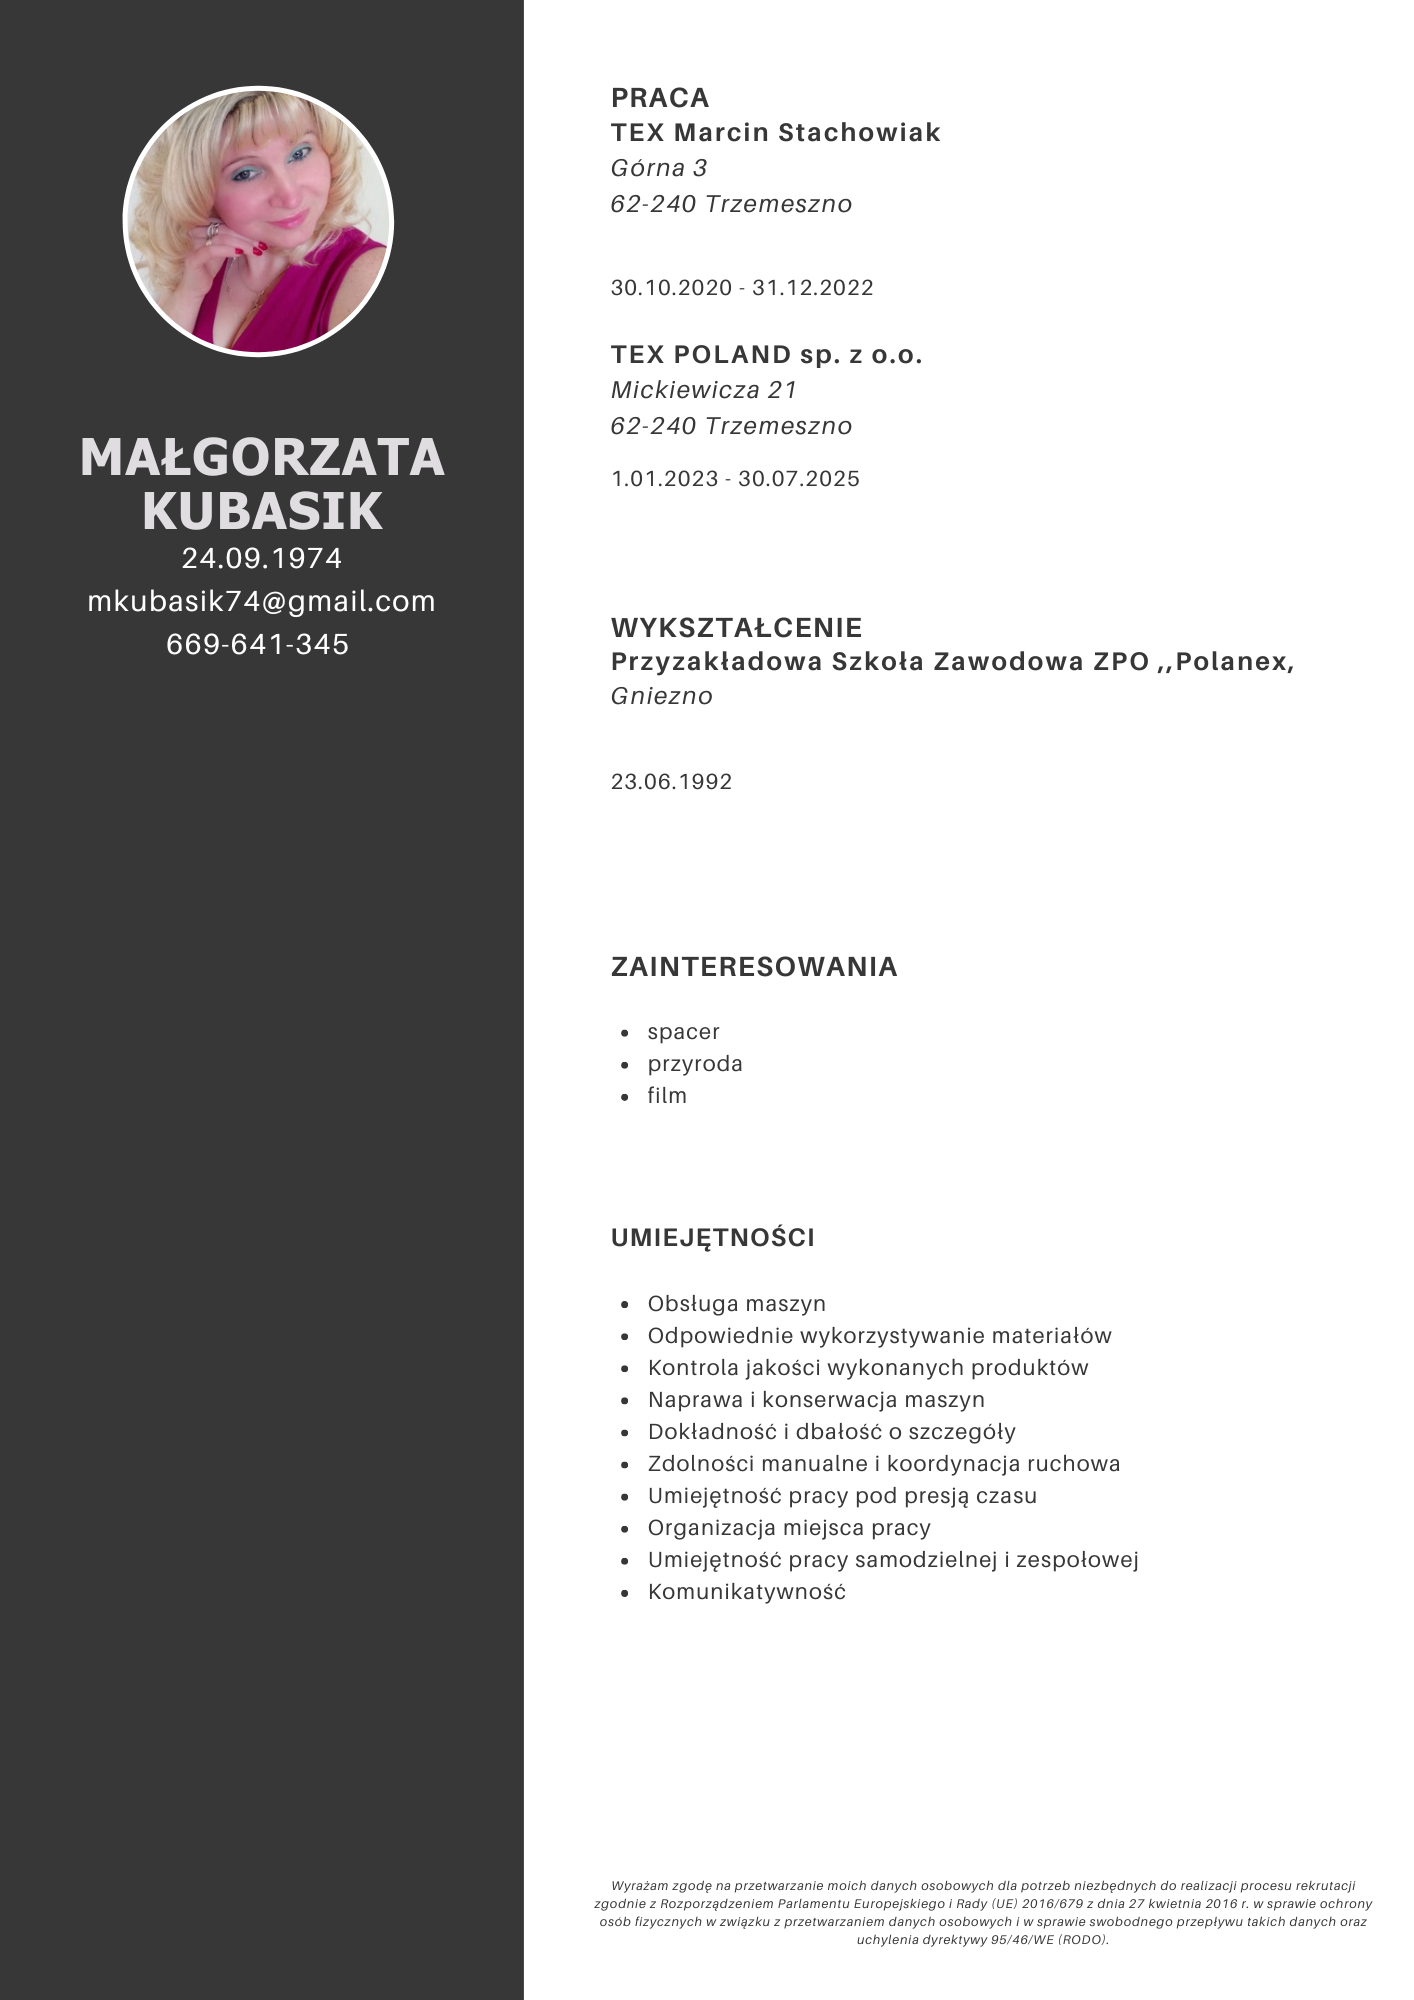 MAŁGORZATA
KUBASIK
24.09.1974
mkubasik74@gmail.com
669-641-345
PRACA
TEX Marcin Stachowiak
Górna 3
62-240 Trzemeszno
30.10.2020 - 31.12.2022
TEX POLAND sp. z o.o.
Mickiewicza 21
62-240 Trzemeszno
1.01.2023 - 30.07.2025
WYKSZTAŁCENIE
Przyzakładowa Szkoła Zawodowa ZPO ,,Polanex,
Gniezno
23.06.1992
ZAINTERESOWANIA
• spacer
• przyroda
• film
UMIEJĘTNOŚCI
• Obsługa maszyn
• Odpowiednie wykorzystywanie materiałów
• Kontrola jakości wykonanych produktów
• Naprawa i konserwacja maszyn
• Dokładność i dbałość o szczegóły
• Zdolności manualne i koordynacja ruchowa
• Umiejętność pracy pod presją czasu
• Organizacja miejsca pracy
• Umiejętność pracy samodzielnej i zespołowej
• Komunikatywność
Wyrażam zgodę na przetwarzanie moich danych osobowych dla potrzeb niezbędnych do realizacji procesu rekrutacji
zgodnie z Rozporządzeniem Parlamentu Europejskiego i Rady (UE) 2016/679 z dnia 27 kwietnia 2016 r. w sprawie ochrony
osób fizycznych w związku z przetwarzaniem danych osobowych i w sprawie swobodnego przepływu takich danych oraz
uchylenia dyrektywy 95/46/WE (RODO).